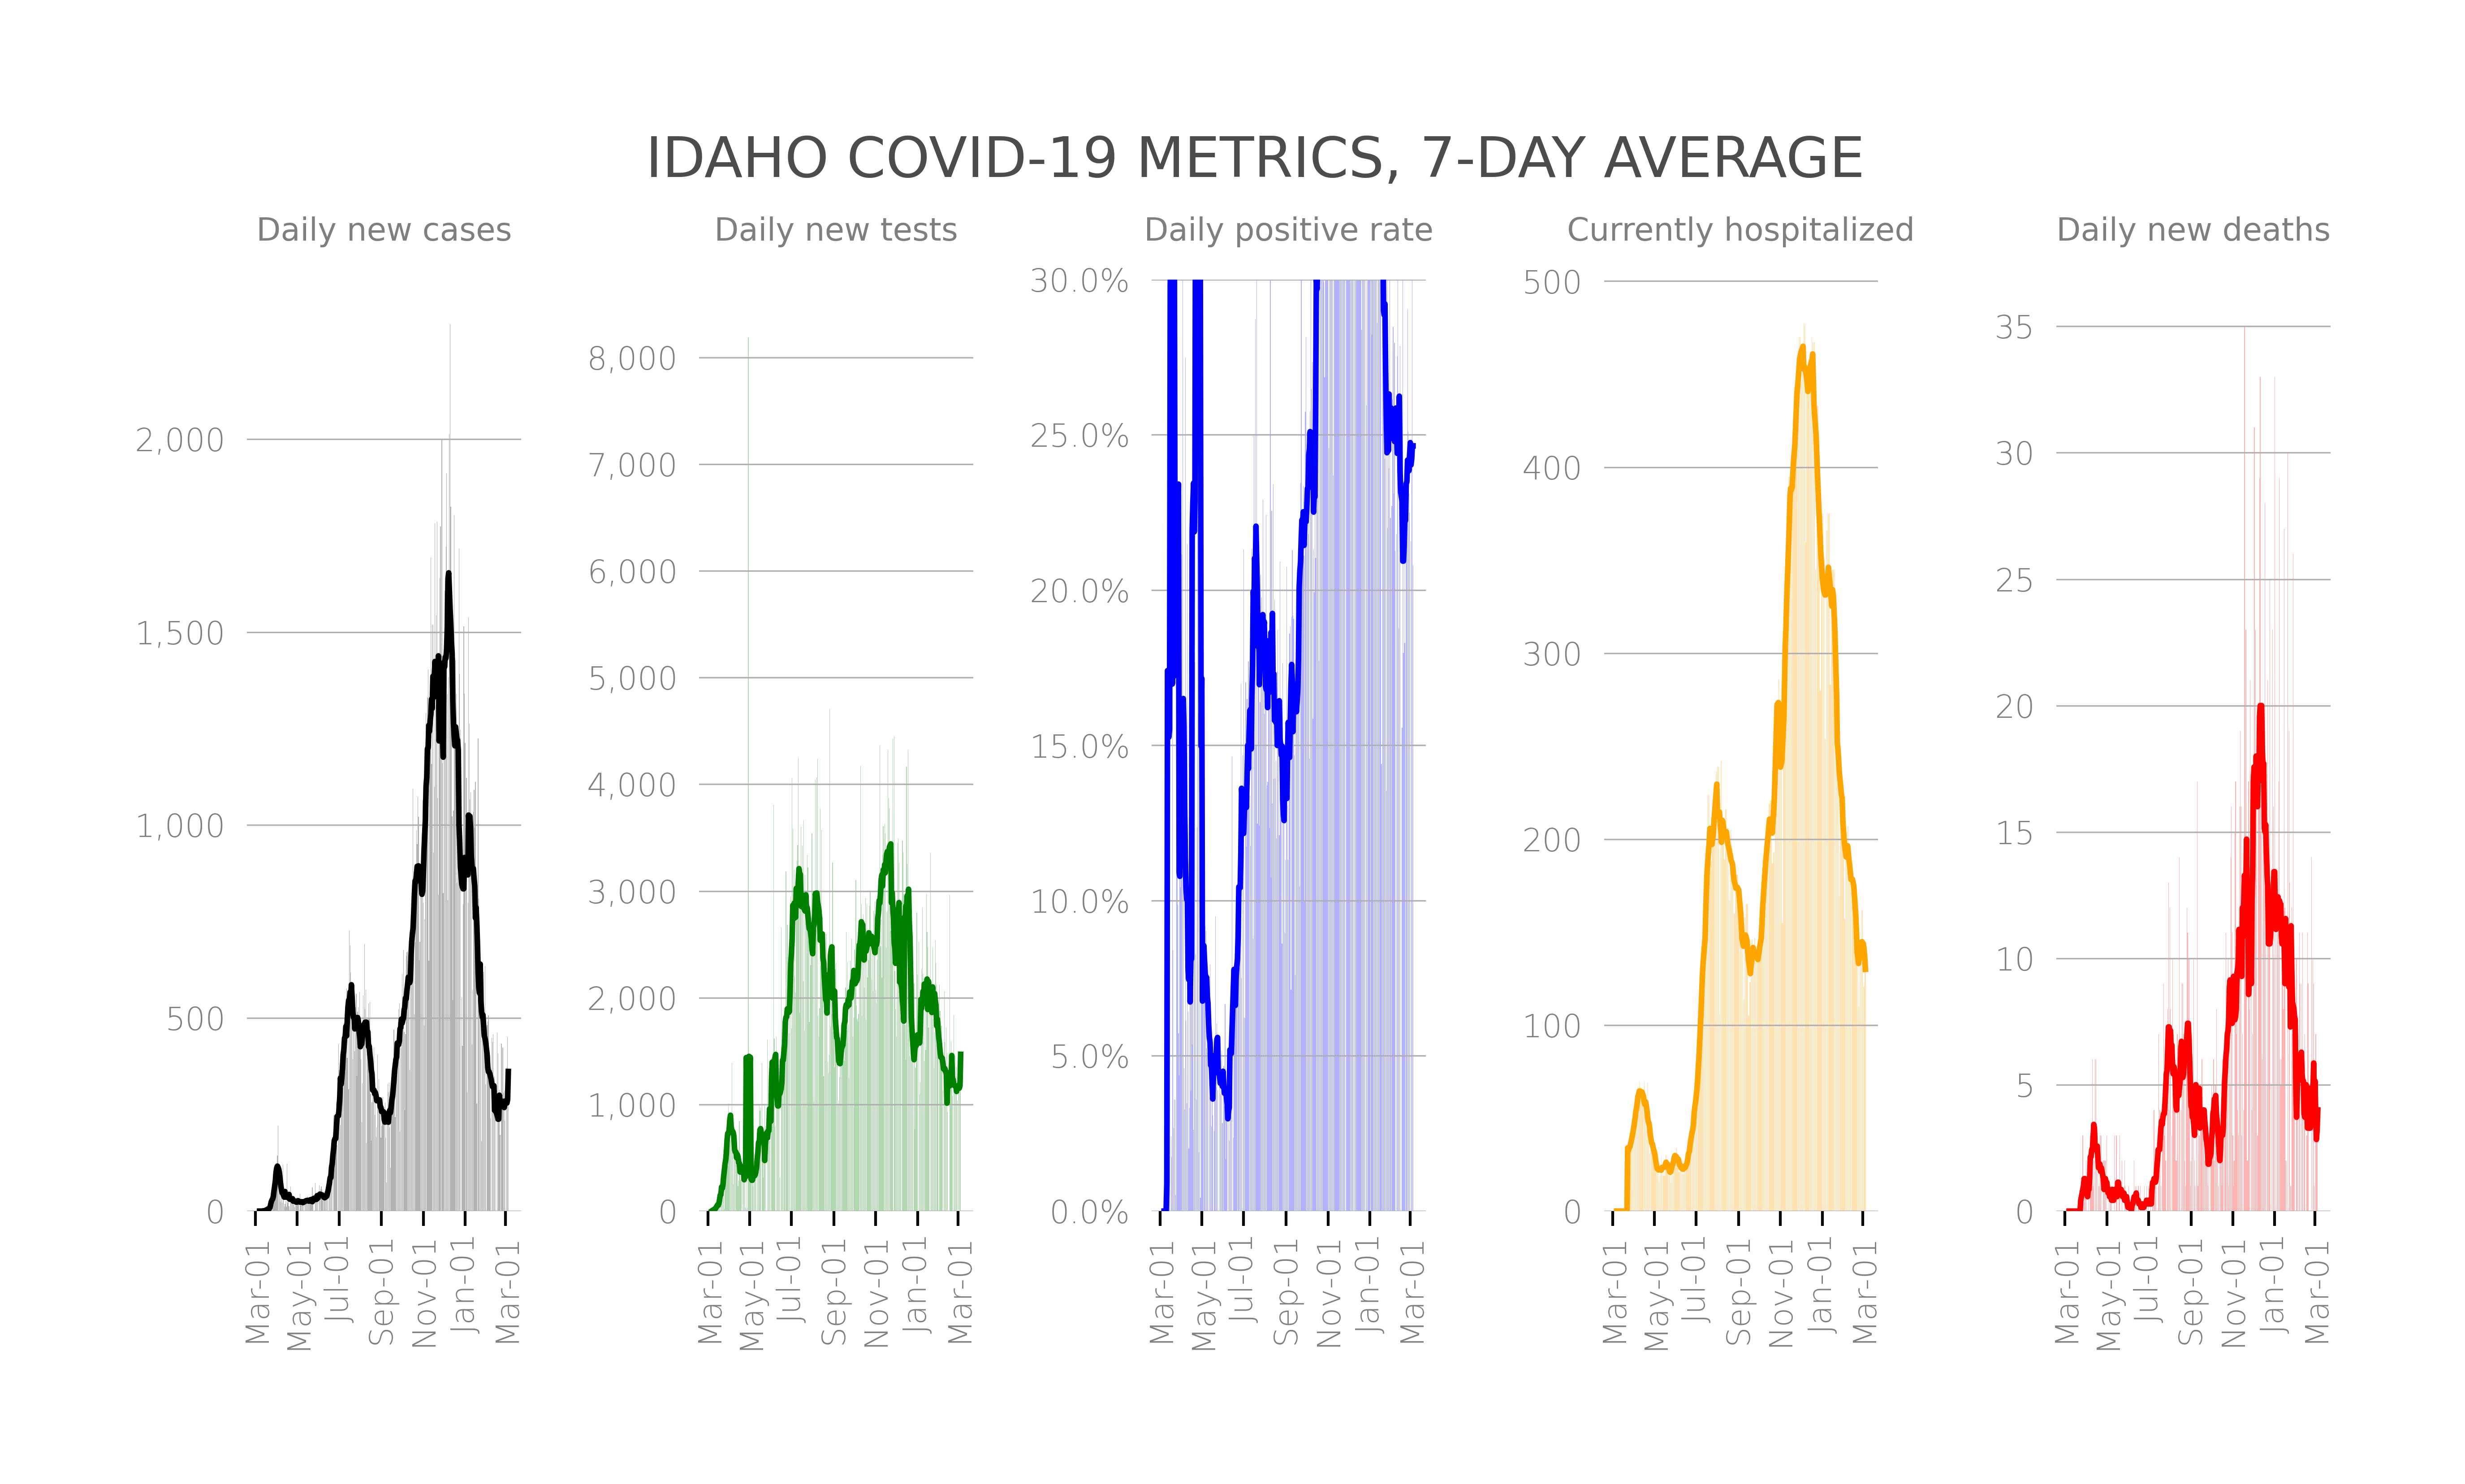 IDAHO COVID-19 METRICS, 7-DAY AVERAGE
Daily new cases
2,000
1,500
1,000
500
0
Mar-01
May-01
Jul-01
Sep-01
Nov-01
Jan-01
Mar-01
Daily new tests
8,000
7,000
6,000
5,000
4,000
3,000
2,000
1,000
0
Mar-01
May-01
Jul-01
Sep-01
Nov-01
Jan-01
Mar-01
Daily positive rate
30.0%
25.0%
20.0%
15.0%
10.0%
5.0%
0.0%
Mar-01
May-01
Jul-01
Sep-01
Nov-01
Jan-01
Mar-01
Currently hospitalized
500
400
300
200
100
0
Mar-01
May-01
Jul-01
Sep-01
Nov-01
Jan-01
Mar-01
Daily new deaths
35
30
25
20
15
10
5
0
Mar-01
May-01
Jul-01
Sep-01
Nov-01
Jan-01
Mar-01